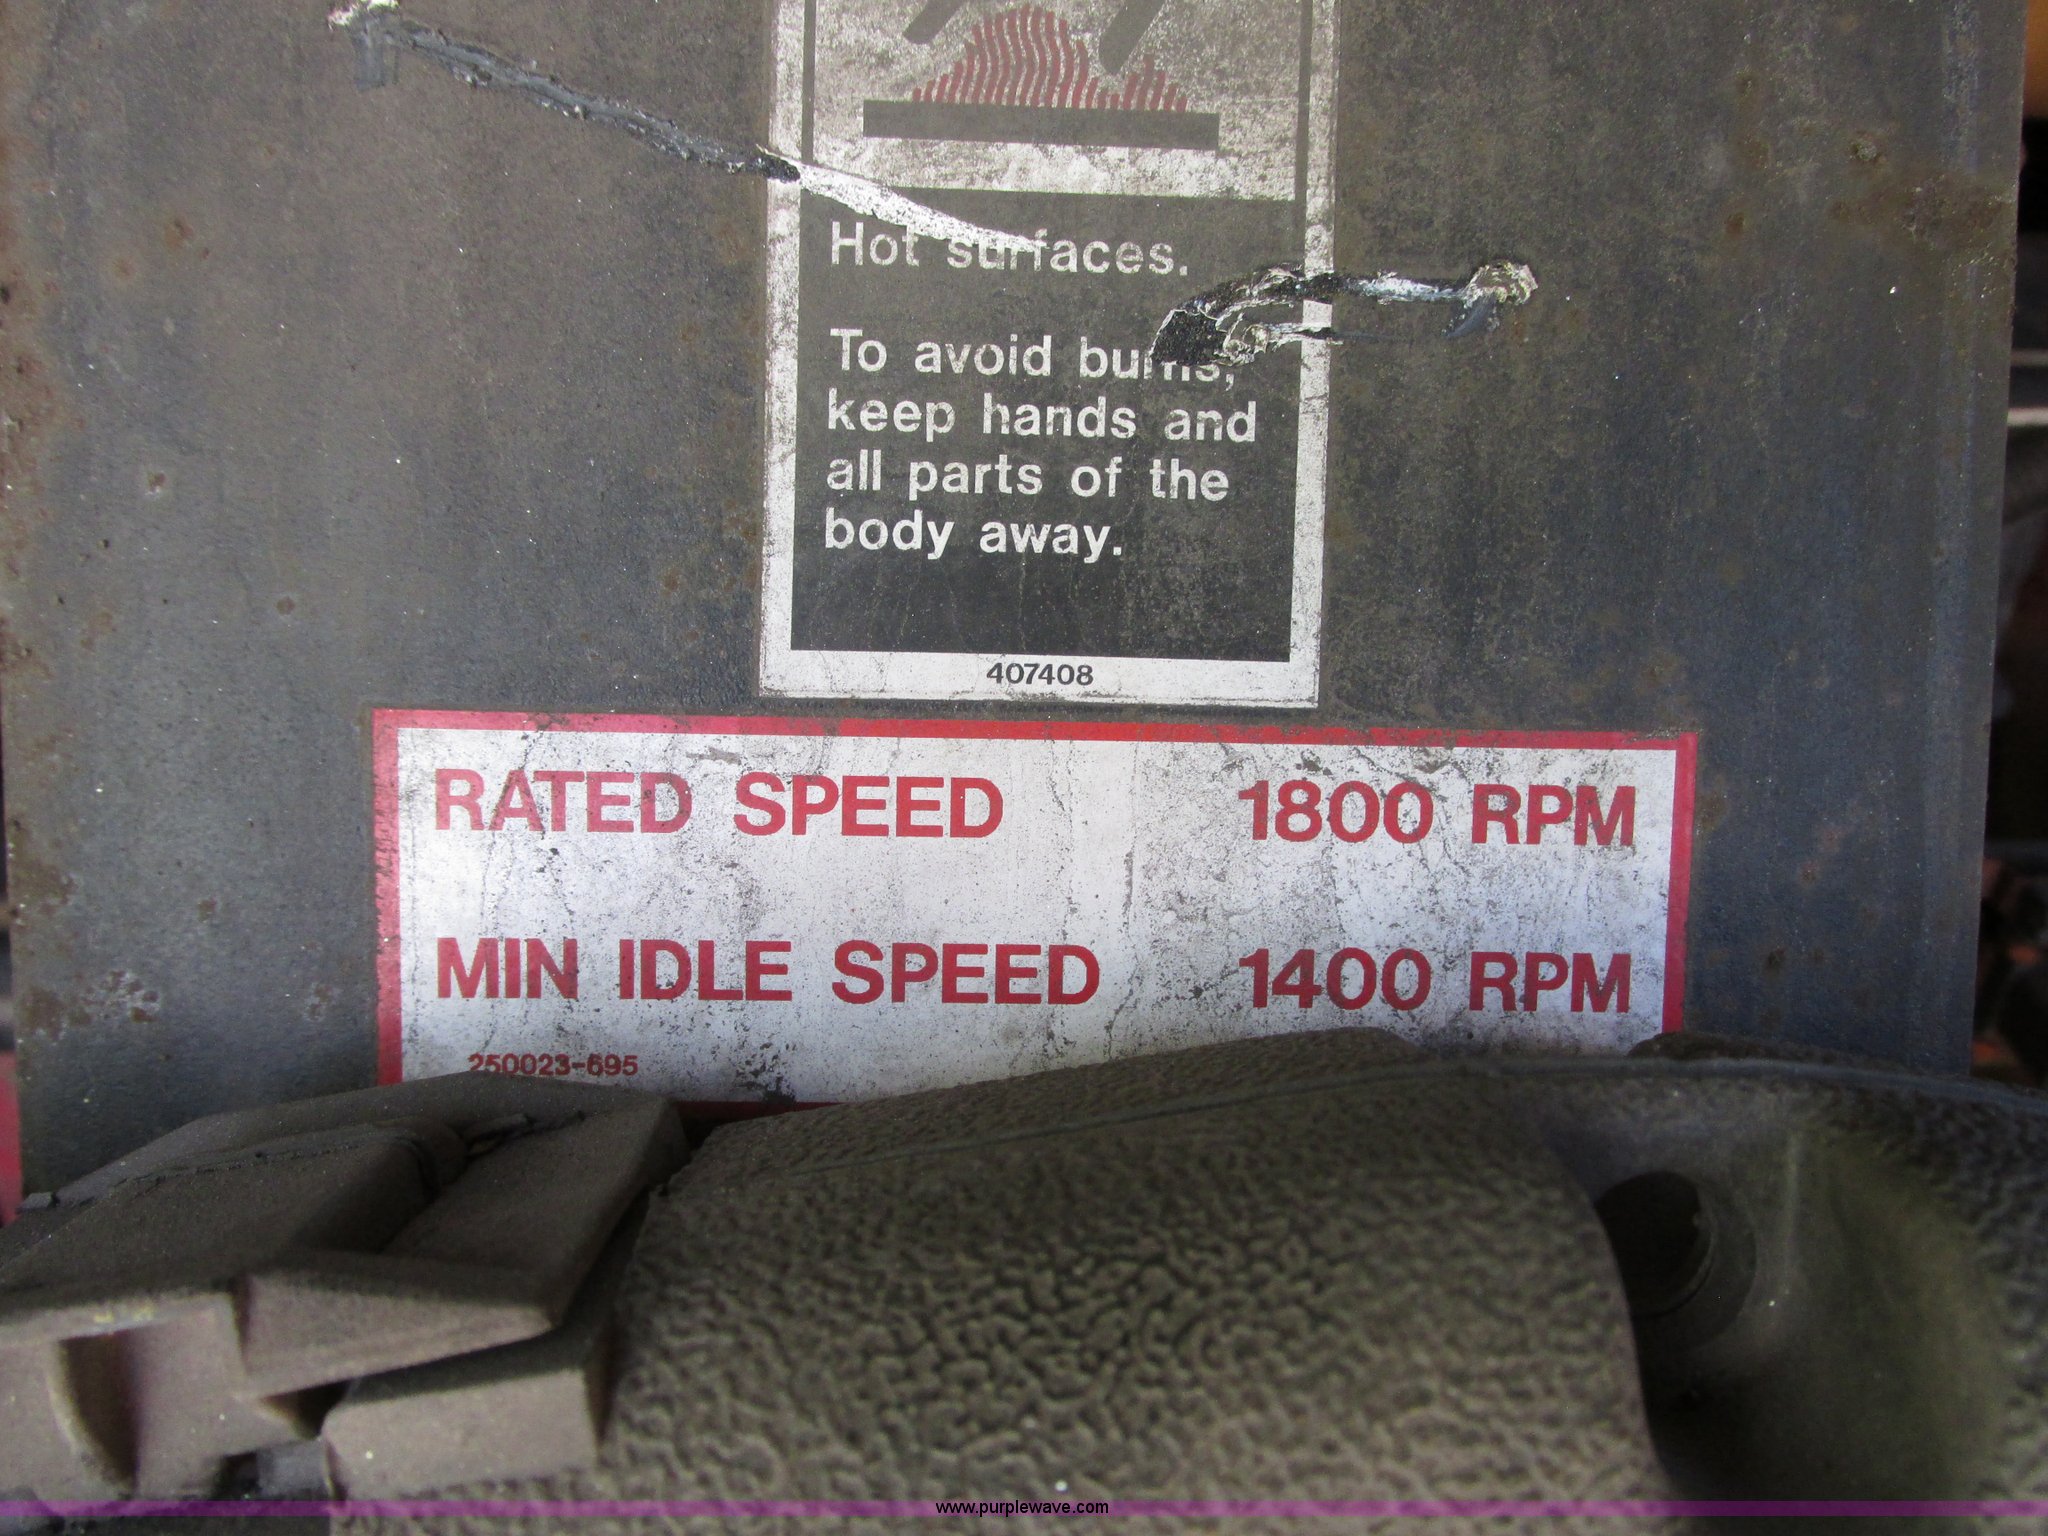 Hot surfaces.
To avoid burns,
keep hands and
all parts of the
body away.
407408
RATED SPEED 1800 RPM
MIN IDLE SPEED 1400 RPM
250023-695
www.purplewave.com